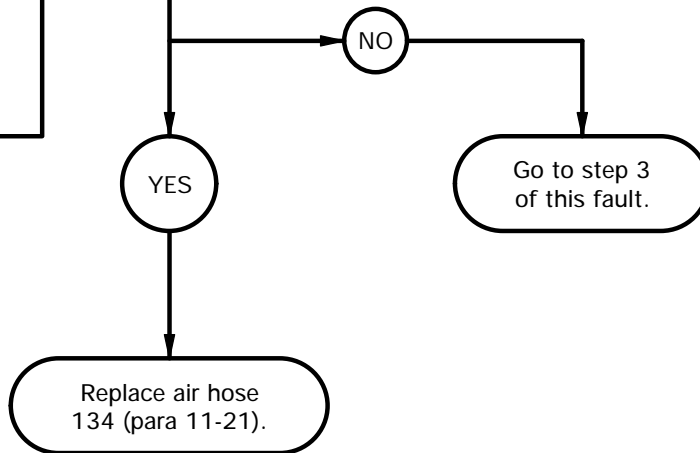 NO
YES
Go to step 3
of this fault.
Replace air hose
134 (para 11-21).